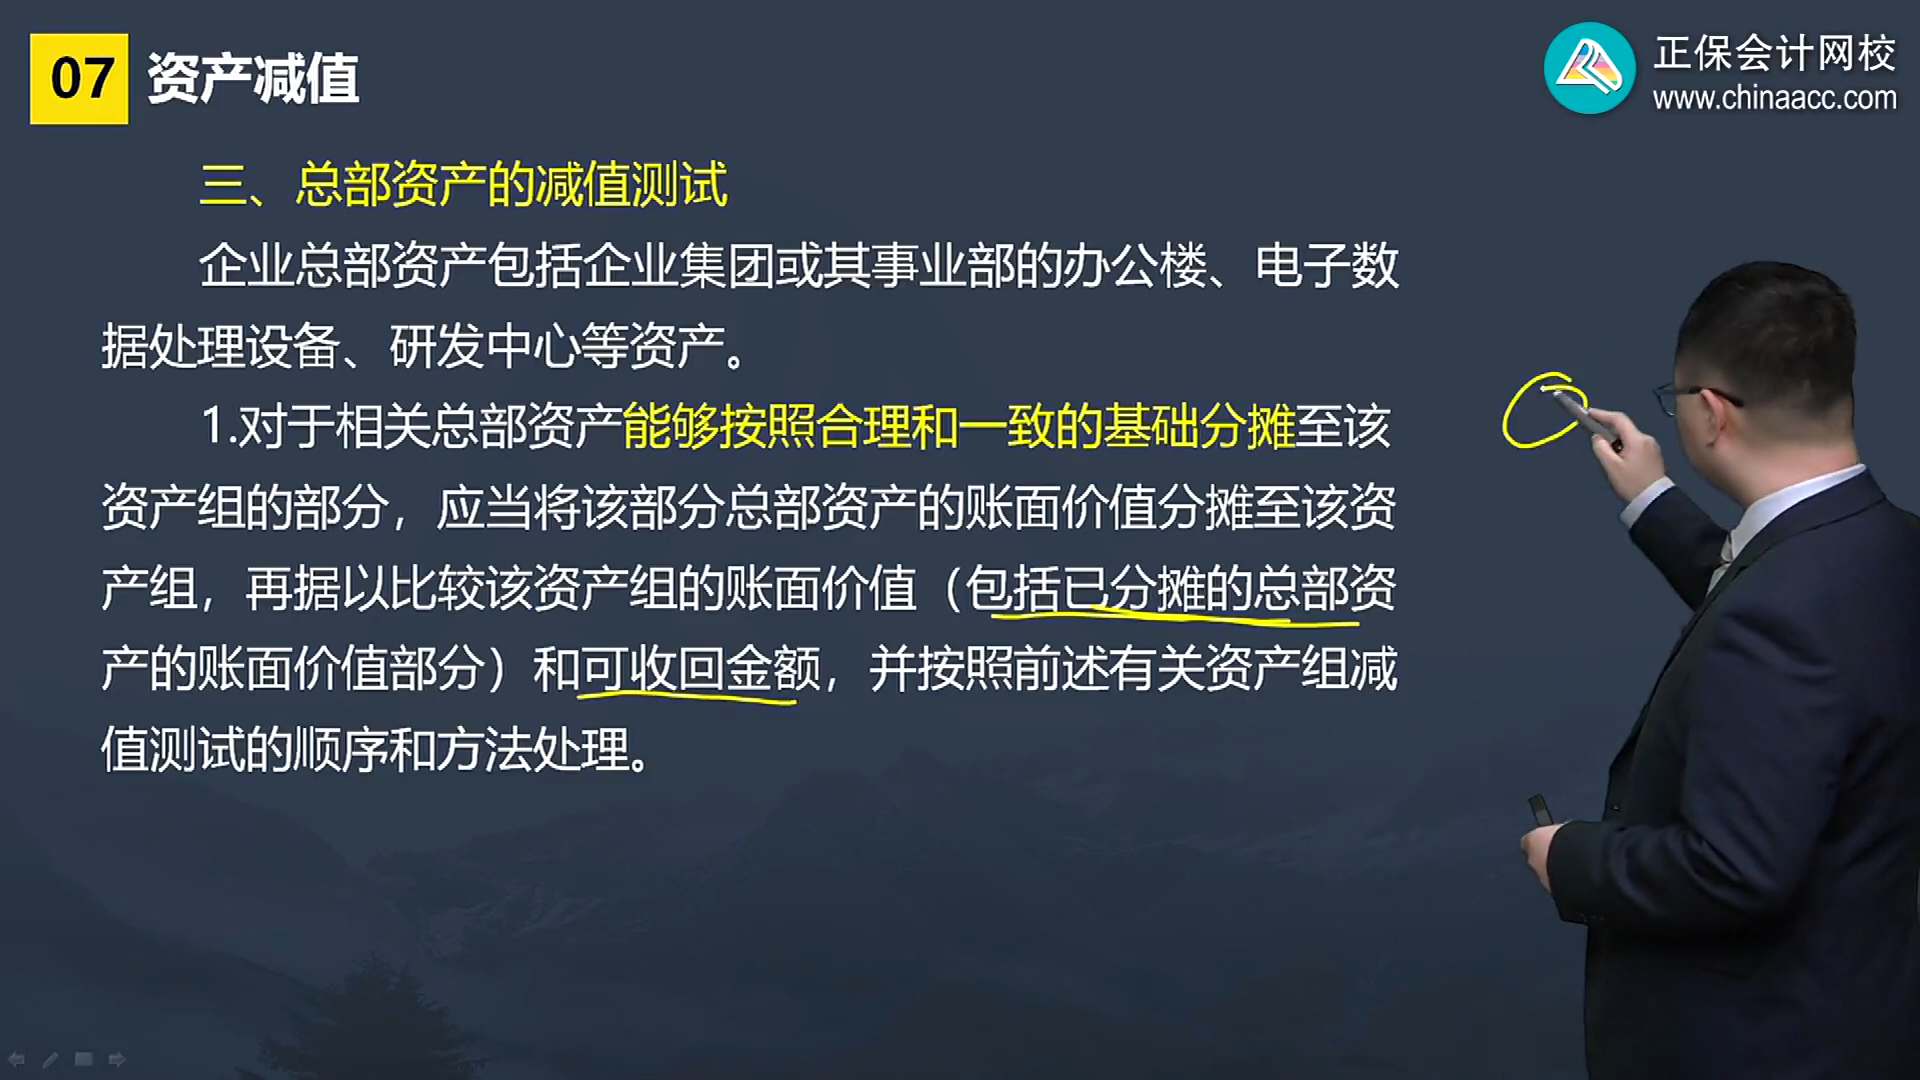 07 资产减值
正保会计网校
www.chinaacc.com
三、总部资产的减值测试
企业总部资产包括企业集团或其事业部的办公楼、电子数
据处理设备、研发中心等资产。
1.对于相关总部资产能够按照合理和一致的基础分摊至该
资产组的部分，应当将该部分总部资产的账面价值分摊至该资
产组，再据以比较该资产组的账面价值（包括已分摊的总部资
产的账面价值部分）和可收回金额，并按照前述有关资产组减
值测试的顺序和方法处理。